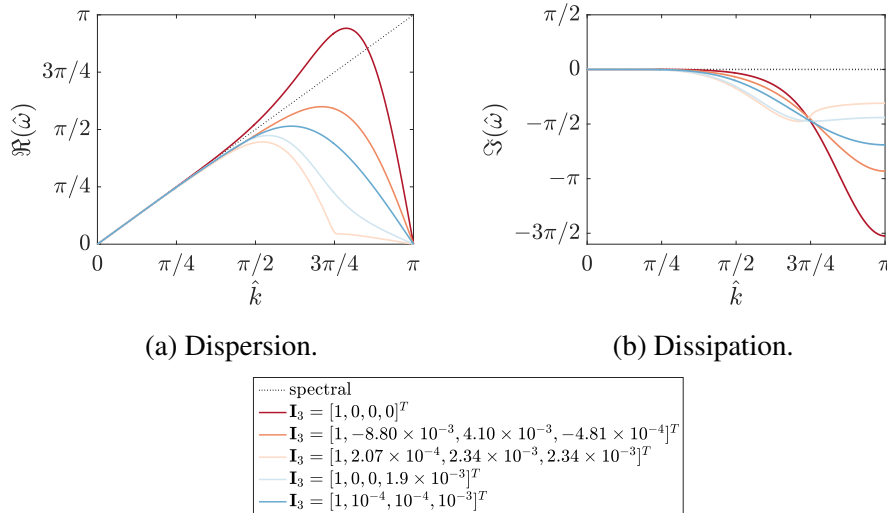 π
3π/4
π/2
π/4
0
ℜ(ω̂)
0 π/4 π/2 3π/4 π
k̂
(a) Dispersion.
π/2
0
−π/2
−π
−3π/2
ℑ(ω̂)
0 π/4 π/2 3π/4 π
k̂
(b) Dissipation.
spectral
I₃ = [1, 0, 0, 0]ᵀ
I₃ = [1, −8.80 × 10⁻³, 4.10 × 10⁻³, −4.81 × 10⁻⁴]ᵀ
I₃ = [1, 2.07 × 10⁻⁴, 2.34 × 10⁻³, 2.34 × 10⁻³]ᵀ
I₃ = [1, 0, 0, 1.9 × 10⁻³]ᵀ
I₃ = [1, 10⁻⁴, 10⁻⁴, 10⁻³]ᵀ